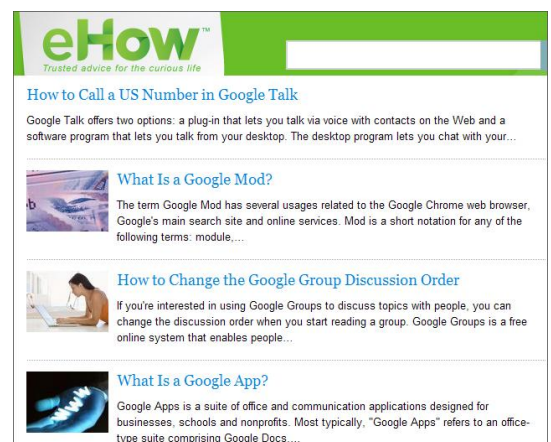 eHow™
Trusted advice for the curious life
How to Call a US Number in Google Talk
Google Talk offers two options: a plug-in that lets you talk via voice with contacts on the Web and a
software program that lets you talk from your desktop. The desktop program lets you chat with your…
What Is a Google Mod?
The term Google Mod has several usages related to the Google Chrome web browser,
Google's main search site and online services. Mod is a short notation for any of the
following terms: module,…
How to Change the Google Group Discussion Order
If you're interested in using Google Groups to discuss topics with people, you can
change the discussion order when you start reading a group. Google Groups is a free
online system that enables people…
What Is a Google App?
www
Google Apps is a suite of office and communication applications designed for
businesses, schools and nonprofits. Most typically, "Google Apps" refers to an office-
type suite comprising Google Docs,…